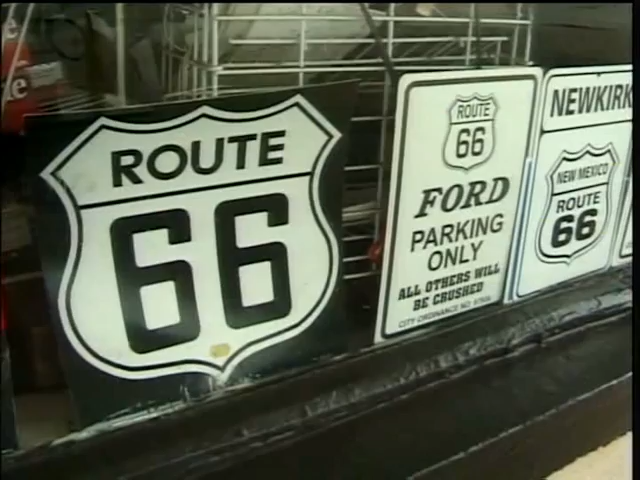 ROUTE
66
ROUTE
66
FORD
PARKING
ONLY
ALL OTHERS WILL
BE CRUSHED
NEWKIRK
NEW MEXICO
ROUTE
66